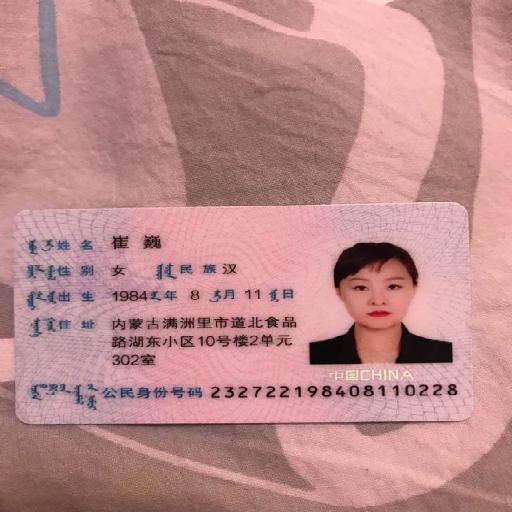 姓名 崔巍
性别 女 民族 汉
出生 1984 年 8 月 11 日
住址 内蒙古满洲里市道北食品
路湖东小区10号楼2单元
302室
中国CHINA
公民身份号码 232722198408110228